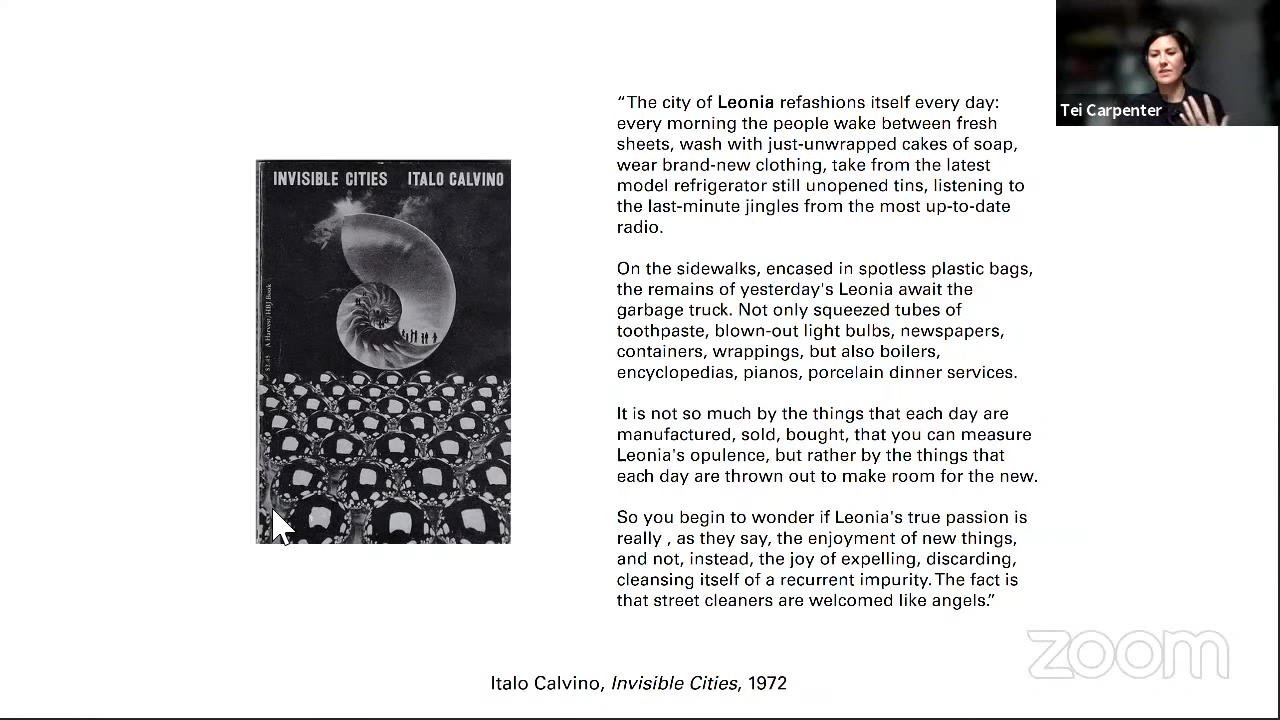 Tei Carpenter
INVISIBLE CITIES ITALO CALVINO
$2.45 A Harvest/HBJ Book
“The city of Leonia refashions itself every day:
every morning the people wake between fresh
sheets, wash with just-unwrapped cakes of soap,
wear brand-new clothing, take from the latest
model refrigerator still unopened tins, listening to
the last-minute jingles from the most up-to-date
radio.
On the sidewalks, encased in spotless plastic bags,
the remains of yesterday's Leonia await the
garbage truck. Not only squeezed tubes of
toothpaste, blown-out light bulbs, newspapers,
containers, wrappings, but also boilers,
encyclopedias, pianos, porcelain dinner services.
It is not so much by the things that each day are
manufactured, sold, bought, that you can measure
Leonia's opulence, but rather by the things that
each day are thrown out to make room for the new.
So you begin to wonder if Leonia's true passion is
really , as they say, the enjoyment of new things,
and not, instead, the joy of expelling, discarding,
cleansing itself of a recurrent impurity. The fact is
that street cleaners are welcomed like angels.”
zoom
Italo Calvino, Invisible Cities, 1972